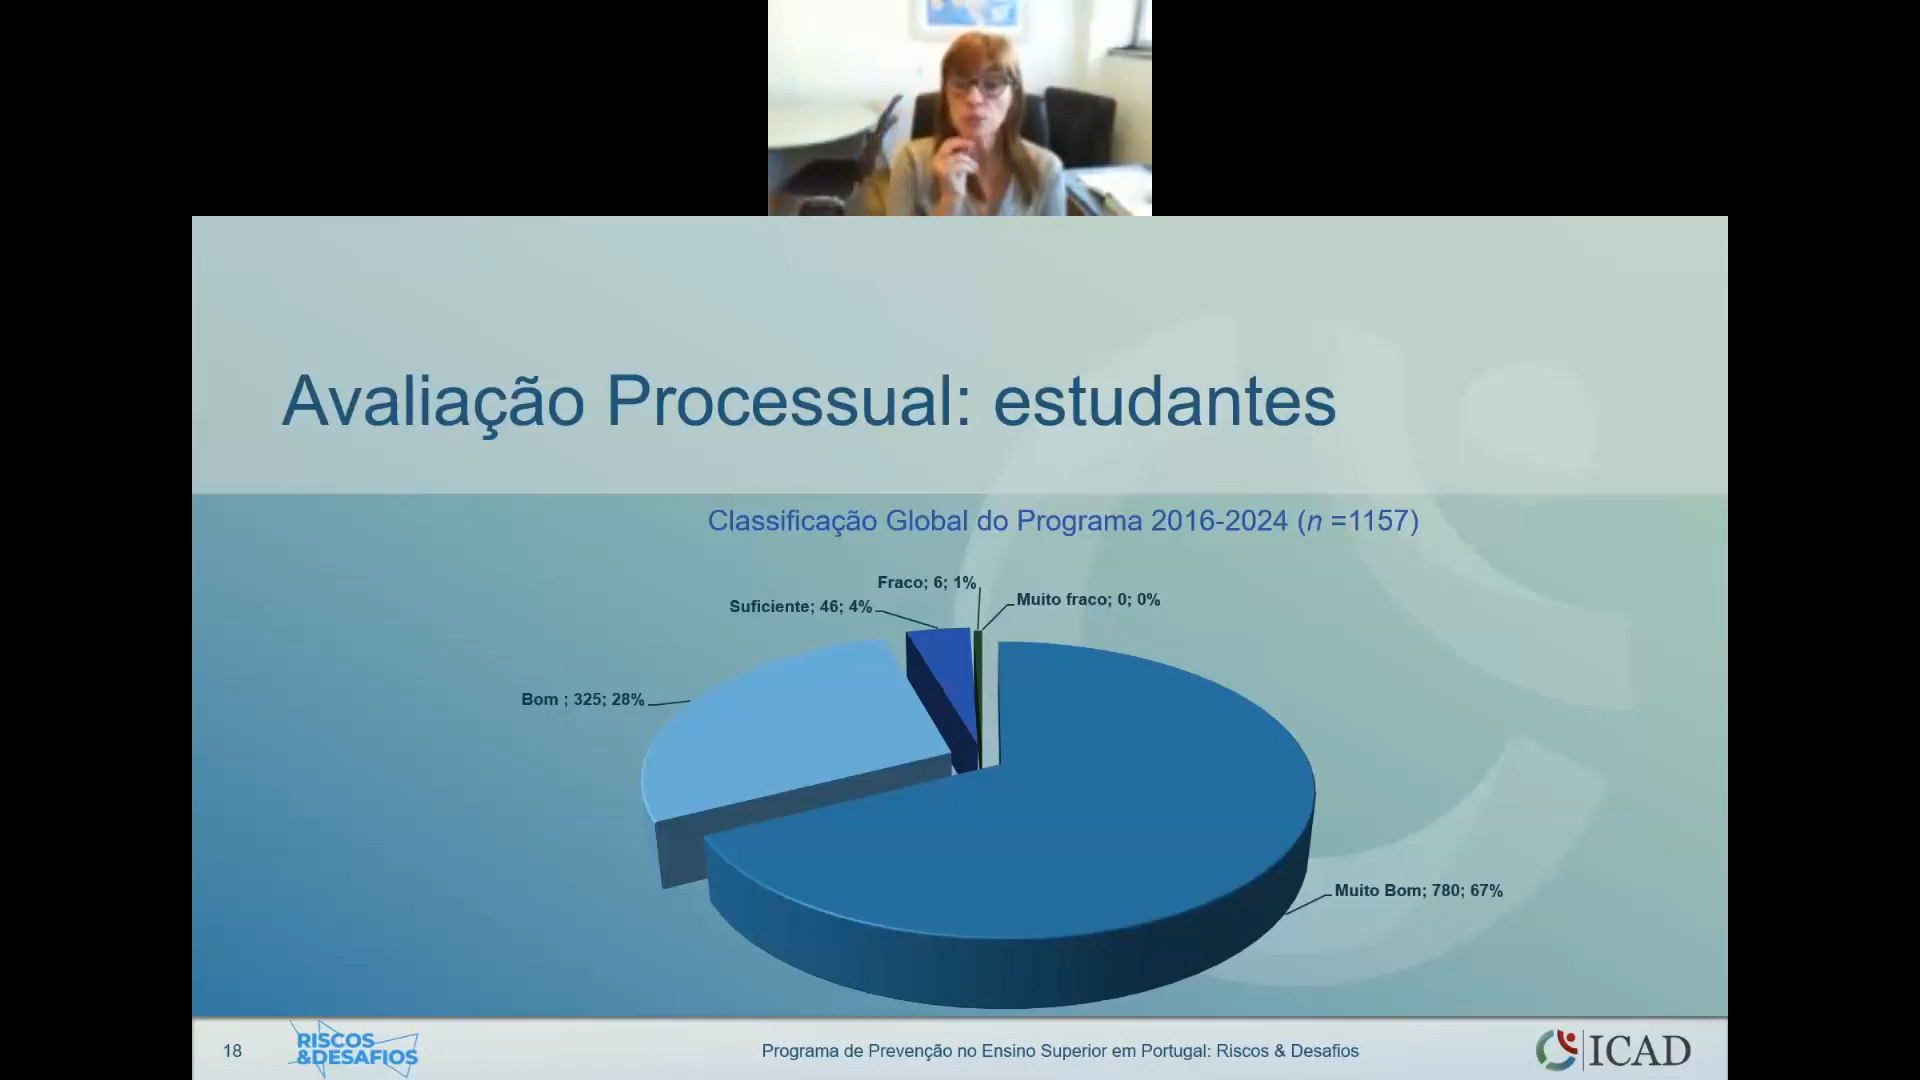 Avaliação Processual: estudantes
Classificação Global do Programa 2016-2024 (n =1157)
Fraco; 6; 1%
Muito fraco; 0; 0%
Suficiente; 46; 4%
Bom ; 325; 28%
Muito Bom; 780; 67%
18
RISCOS
&DESAFIOS
Programa de Prevenção no Ensino Superior em Portugal: Riscos & Desafios
ICAD